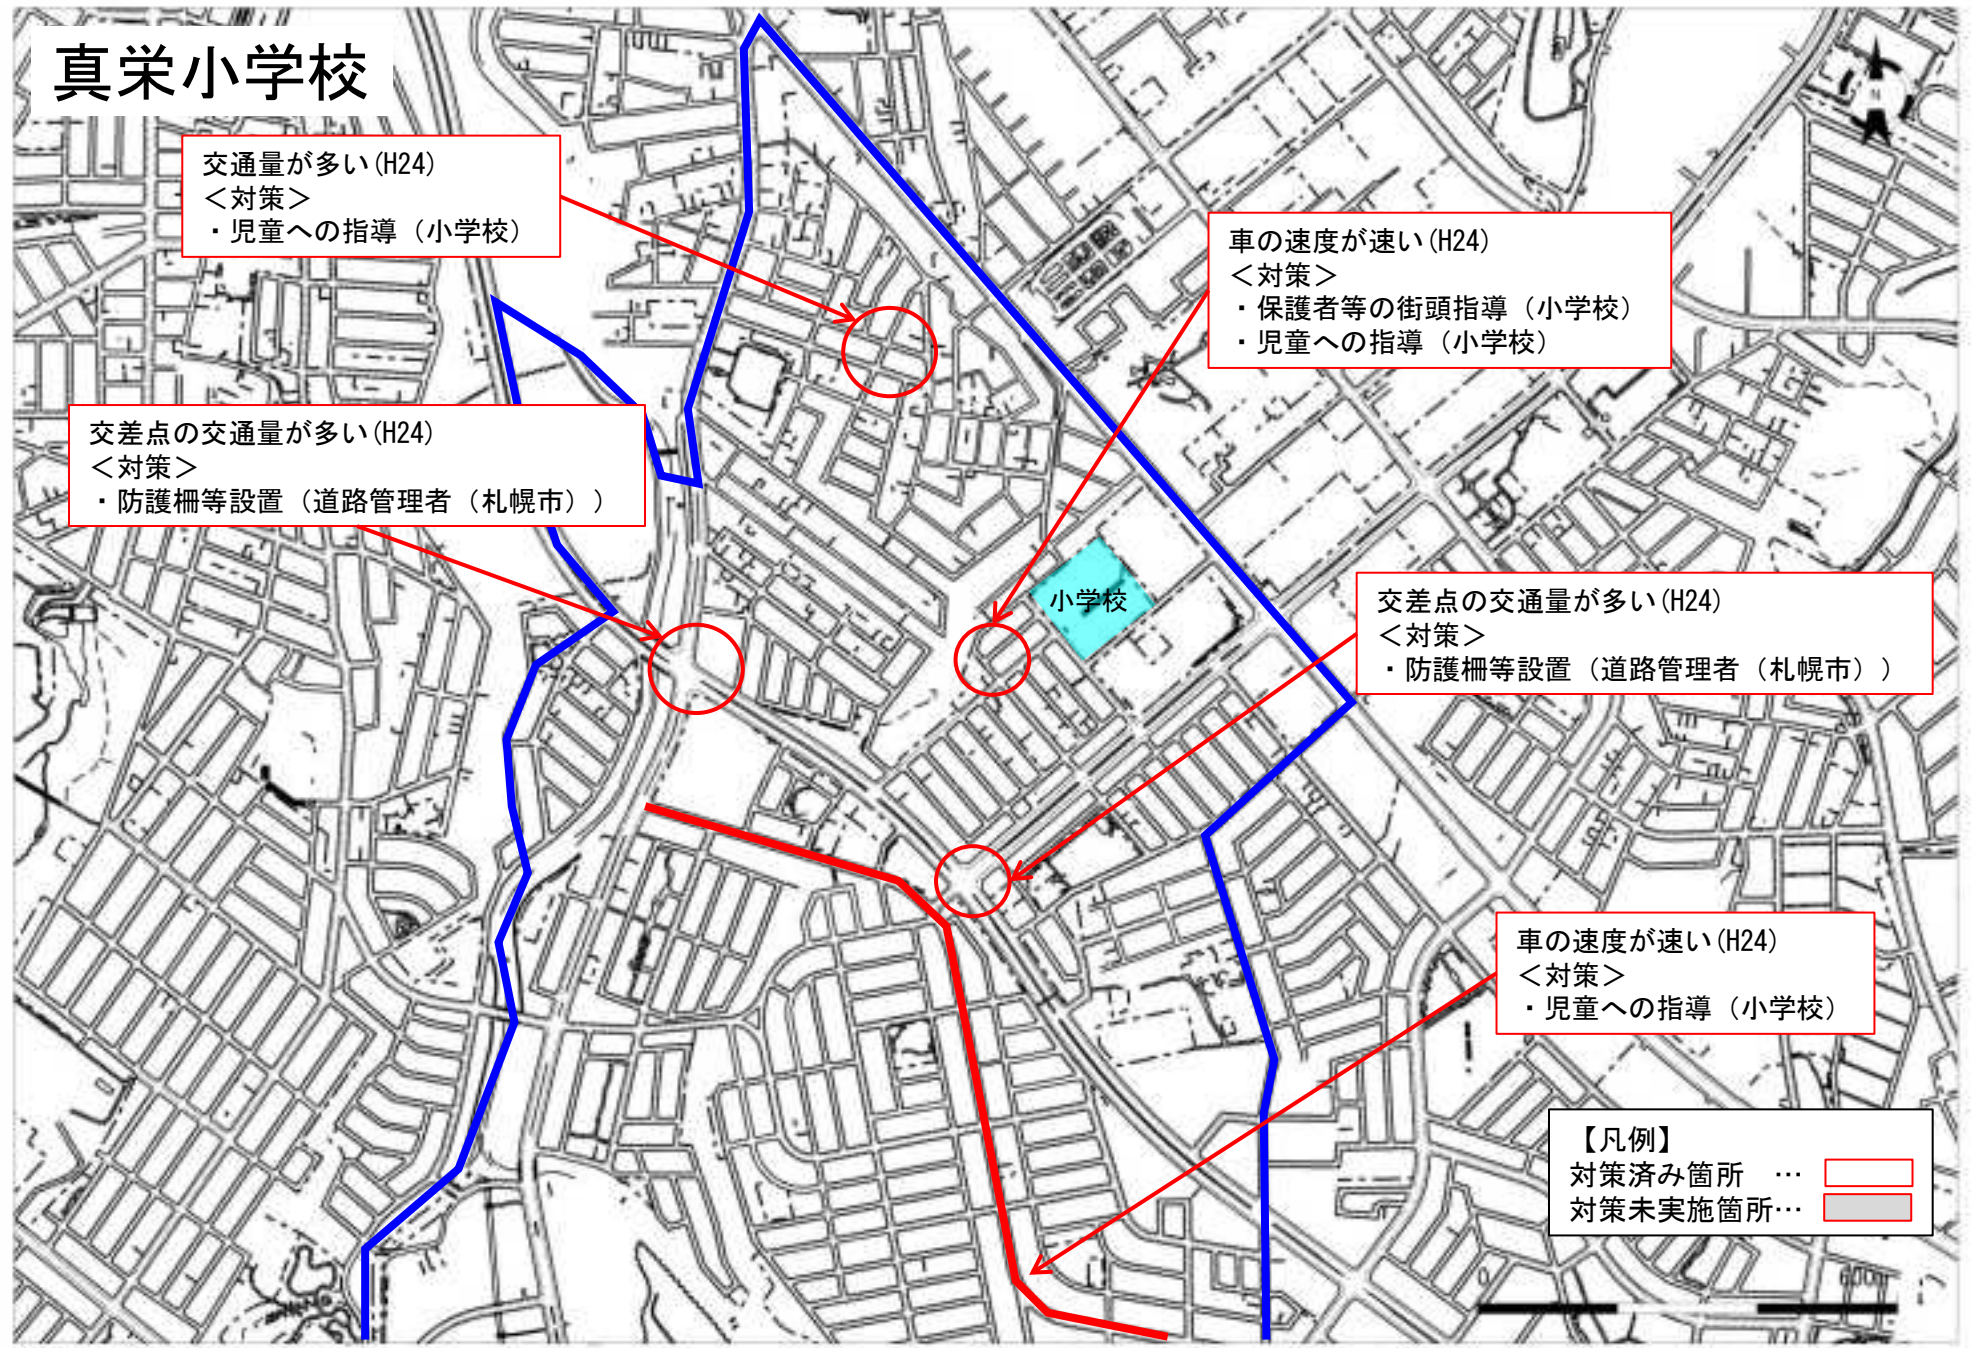 真栄小学校
交通量が多い(H24)
＜対策＞
・児童への指導（小学校）
車の速度が速い(H24)
＜対策＞
・保護者等の街頭指導（小学校）
・児童への指導（小学校）
交差点の交通量が多い(H24)
＜対策＞
・防護柵等設置（道路管理者（札幌市））
小学校
交差点の交通量が多い(H24)
＜対策＞
・防護柵等設置（道路管理者（札幌市））
車の速度が速い(H24)
＜対策＞
・児童への指導（小学校）
【凡例】
対策済み箇所　…
対策未実施箇所…
N
0